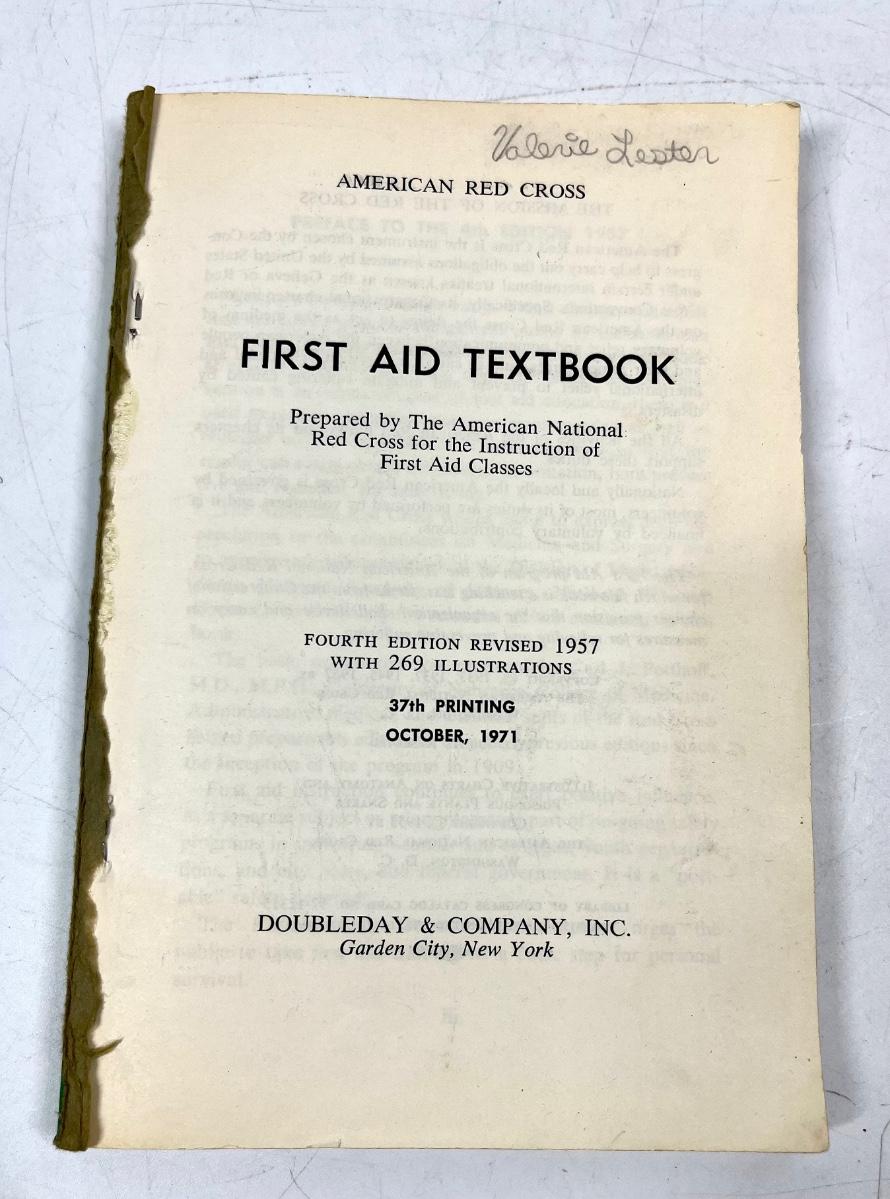 Valerie Lester
AMERICAN RED CROSS
FIRST AID TEXTBOOK
Prepared by The American National
Red Cross for the Instruction of
First Aid Classes
FOURTH EDITION REVISED 1957
WITH 269 ILLUSTRATIONS
37th PRINTING
OCTOBER, 1971
DOUBLEDAY & COMPANY, INC.
Garden City, New York